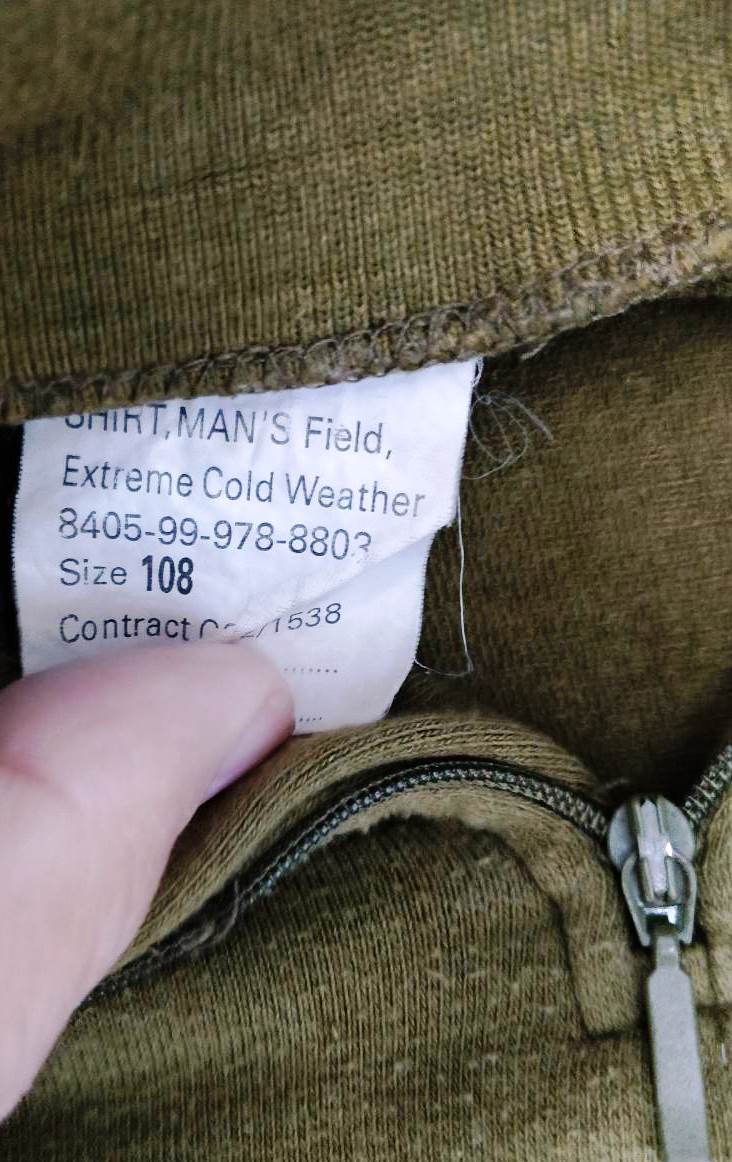 SHIRT, MAN'S Field,
Extreme Cold Weather
8405-99-978-8803
Size 108
Contract